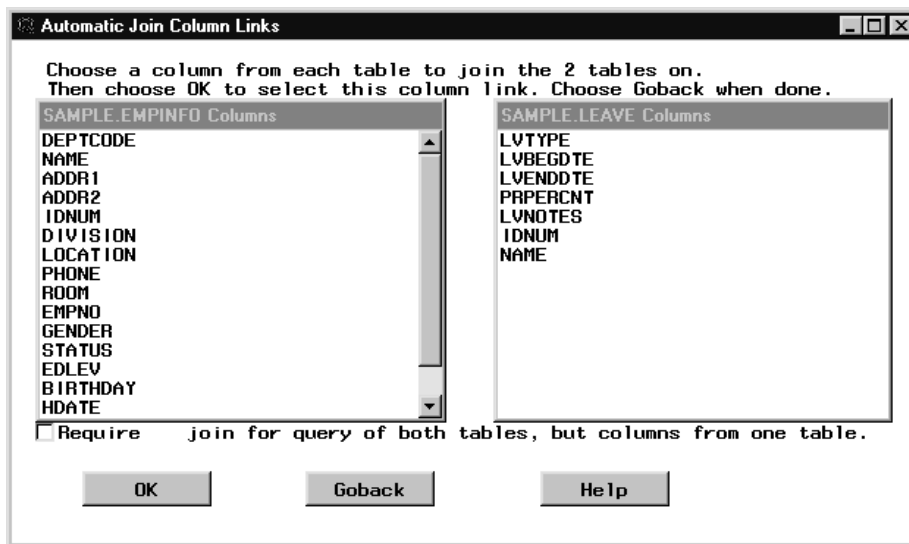 Automatic Join Column Links
Choose a column from each table to join the 2 tables on.
Then choose OK to select this column link. Choose Goback when done.
SAMPLE.EMPINFO Columns
DEPTCODE
NAME
ADDR1
ADDR2
IDNUM
DIVISION
LOCATION
PHONE
ROOM
EMPNO
GENDER
STATUS
EDLEV
BIRTHDAY
HDATE
SAMPLE.LEAVE Columns
LVTYPE
LVBEGDTE
LVENDDTE
PRPERCNT
LVNOTES
IDNUM
NAME
Require join for query of both tables, but columns from one table.
OK Goback Help